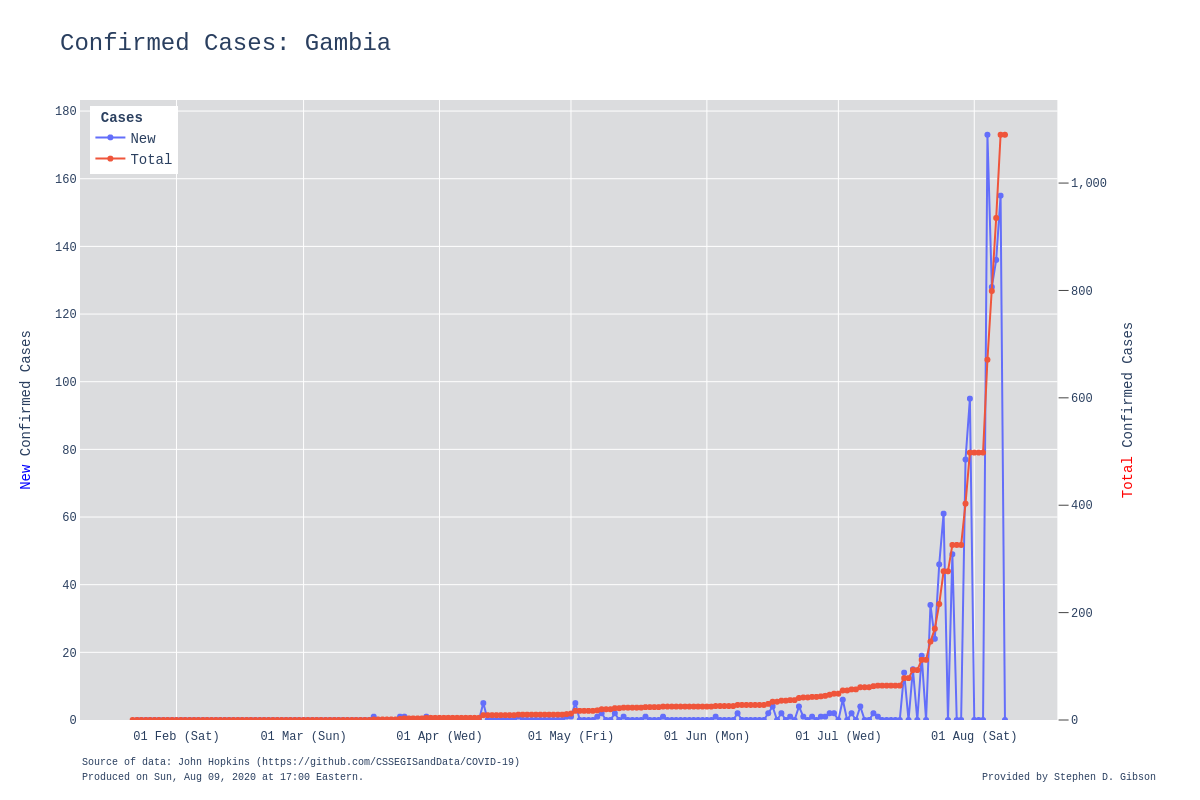 Confirmed Cases: Gambia
Cases
New
Total
180
160
140
120
100
80
60
40
20
0
1,000
800
600
400
200
0
New Confirmed Cases
Total Confirmed Cases
01 Feb (Sat)
01 Mar (Sun)
01 Apr (Wed)
01 May (Fri)
01 Jun (Mon)
01 Jul (Wed)
01 Aug (Sat)
Source of data: John Hopkins (https://github.com/CSSEGISandData/COVID-19)
Produced on Sun, Aug 09, 2020 at 17:00 Eastern.
Provided by Stephen D. Gibson